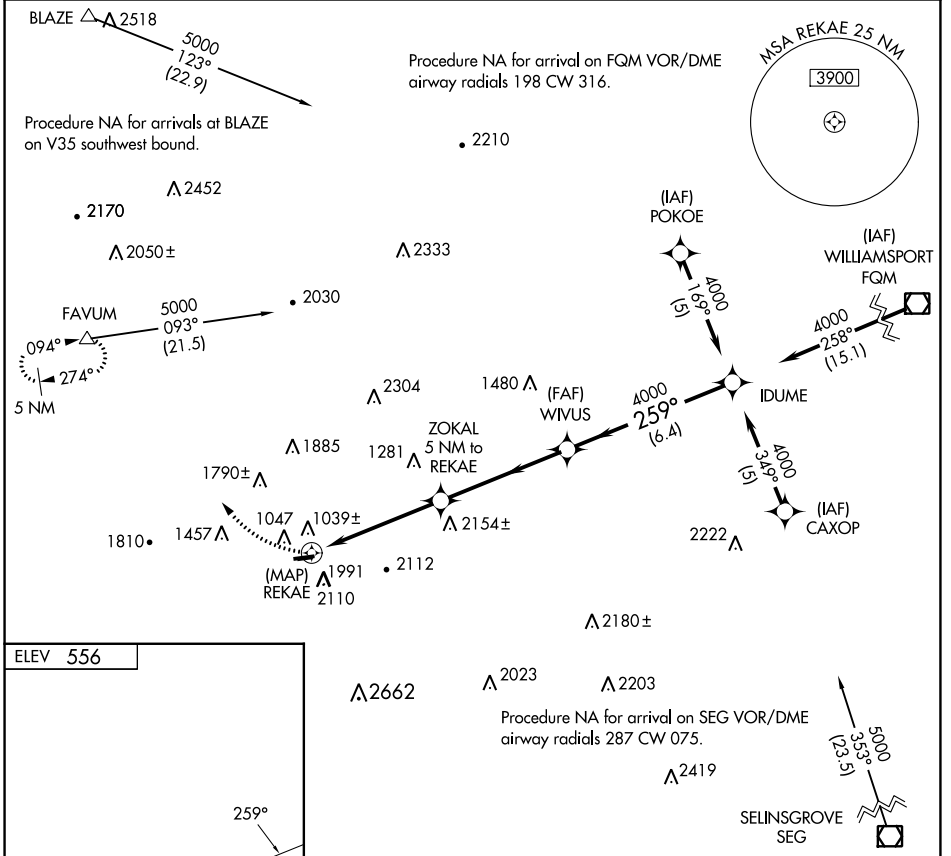 BLAZE
2518
5000
123°
(22.9)
Procedure NA for arrival on FQM VOR/DME
airway radials 198 CW 316.
MSA REKAE 25 NM
3900
Procedure NA for arrivals at BLAZE
on V35 southwest bound.
2210
2452
2170
2050±
2333
(IAF)
POKOE
(IAF)
WILLIAMSPORT
FQM
4000
169°
(5)
FAVUM
5000
093°
(21.5)
2030
094°
274°
5 NM
4000
258°
(15.1)
2304
1480
(FAF)
WIVUS
4000
259°
(6.4)
IDUME
ZOKAL
5 NM to
REKAE
1885
1281
1790±
4000
349°
(5)
(IAF)
CAXOP
1810
1457
1047
1039±
2154±
2222
(MAP)
REKAE
1991
2110
2112
2180±
ELEV 556
2662
2023
2203
Procedure NA for arrival on SEG VOR/DME
airway radials 287 CW 075.
5000
353°
(23.5)
2419
259°
SELINSGROVE
SEG